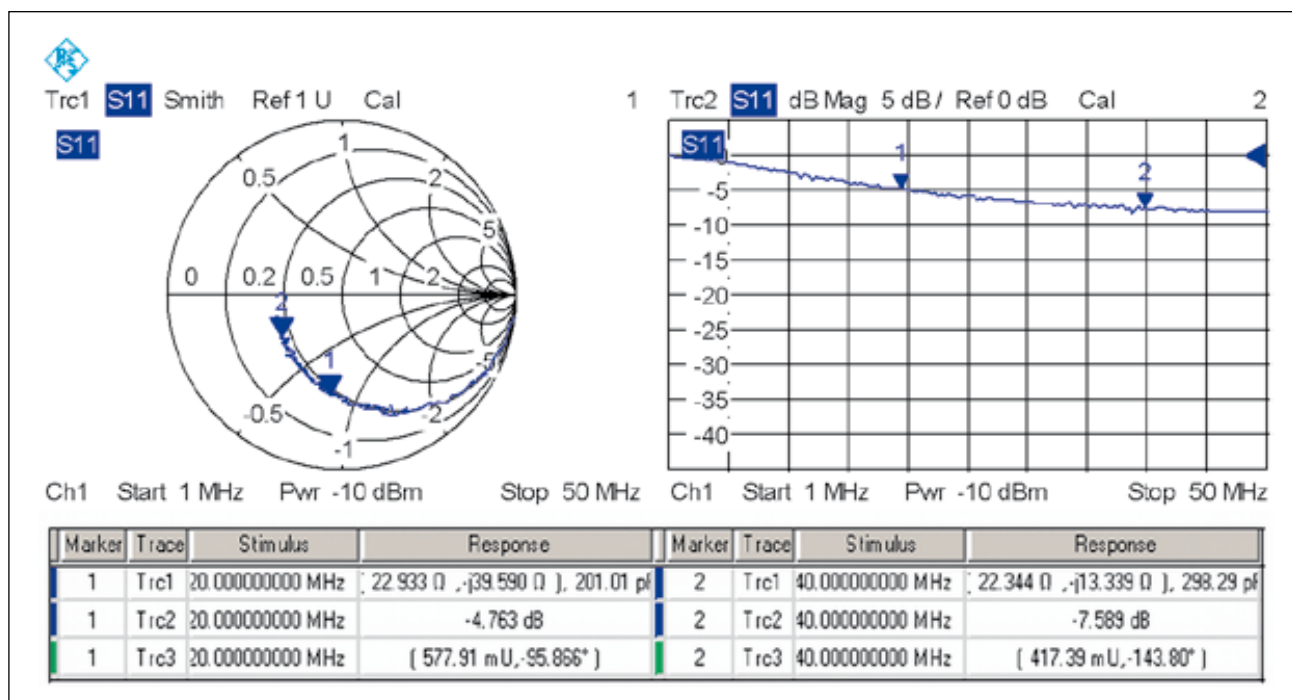 R&S
Trc1 S11 Smith Ref 1 U Cal 1
S11
1
0.5
2
5
0 0.2 0.5 1 2
2
1
-5
-0.5
-2
-1
Ch1 Start 1 MHz Pwr -10 dBm Stop 50 MHz
Trc2 S11 dB Mag 5 dB/ Ref 0 dB Cal 2
S11
1
2
-5
-10
-15
-20
-25
-30
-35
-40
Ch1 Start 1 MHz Pwr -10 dBm Stop 50 MHz
Marker Trace Stimulus Response Marker Trace Stimulus Response
1 Trc1 20.000000000 MHz 22.933 Ω ,-j39.590 Ω ), 201.01 pF 2 Trc1 40.000000000 MHz 22.344 Ω ,-j13.339 Ω ), 298.29 pF
1 Trc2 20.000000000 MHz -4.763 dB 2 Trc2 40.000000000 MHz -7.589 dB
1 Trc3 20.000000000 MHz ( 577.91 mU,-95.866° ) 2 Trc3 40.000000000 MHz ( 417.39 mU,-143.80° )